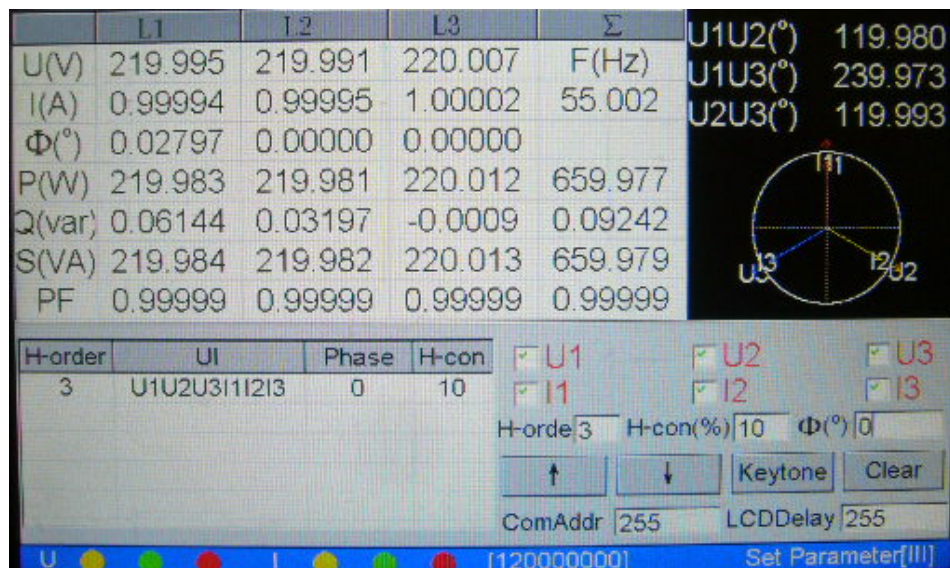 L1 L2 L3 Σ
U(V) 219.995 219.991 220.007 F(Hz)
I(A) 0.99994 0.99995 1.00002 55.002
Φ(°) 0.02797 0.00000 0.00000
P(W) 219.983 219.981 220.012 659.977
Q(var) 0.06144 0.03197 -0.0009 0.09242
S(VA) 219.984 219.982 220.013 659.979
PF 0.99999 0.99999 0.99999 0.99999
U1U2(°) 119.980
U1U3(°) 239.973
U2U3(°) 119.993
I1
I3 I2
U3 U2
H-order UI Phase H-con
3 U1U2U3I1I2I3 0 10
U1 U2 U3
I1 I2 I3
H-orde 3 H-con(%) 10 Φ(°) 0
↑ ↓ Keytone Clear
ComAddr 255 LCDDelay 255
U I [120000000] Set Parameter[III]